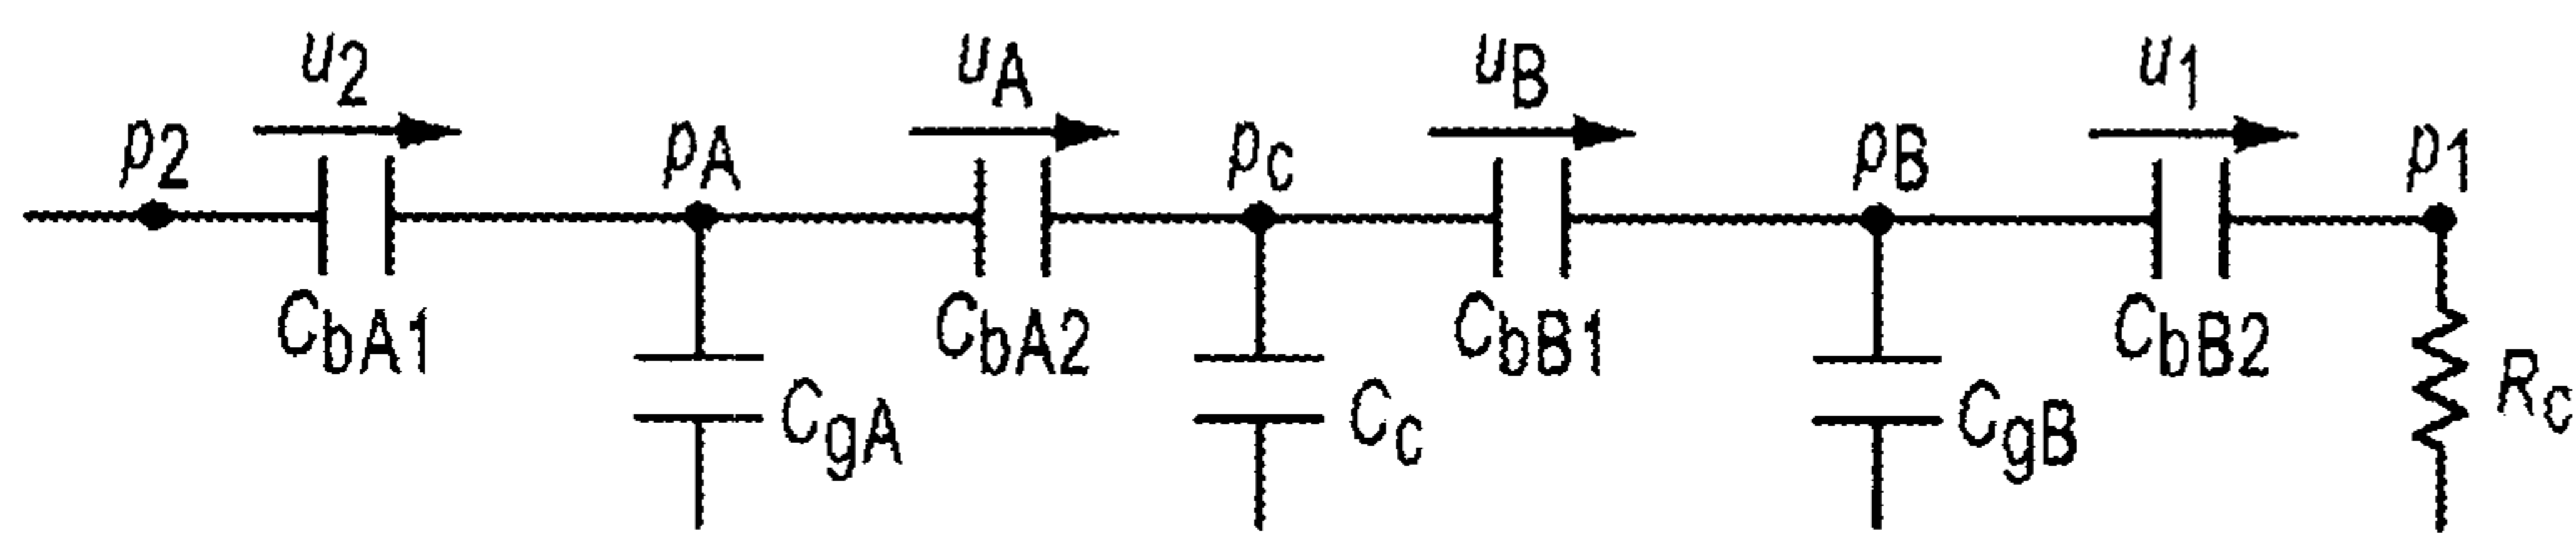 u2 uA uB u1
p2 pA pc pB p1
CbA1 CbA2 CbB1 CbB2
CgA Cc CgB Rc